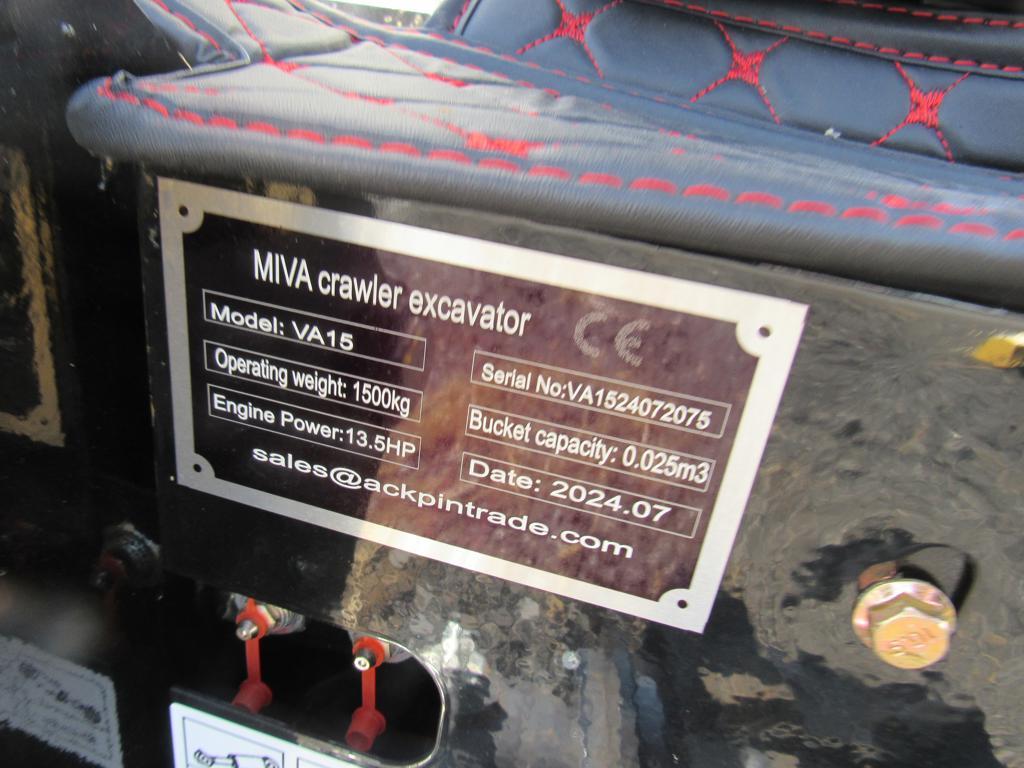 MIVA crawler excavator
CE
Model: VA15
Serial No:VA1524072075
Operating weight: 1500kg
Bucket capacity: 0.025m3
Engine Power:13.5HP
Date: 2024.07
sales@ackpintrade.com